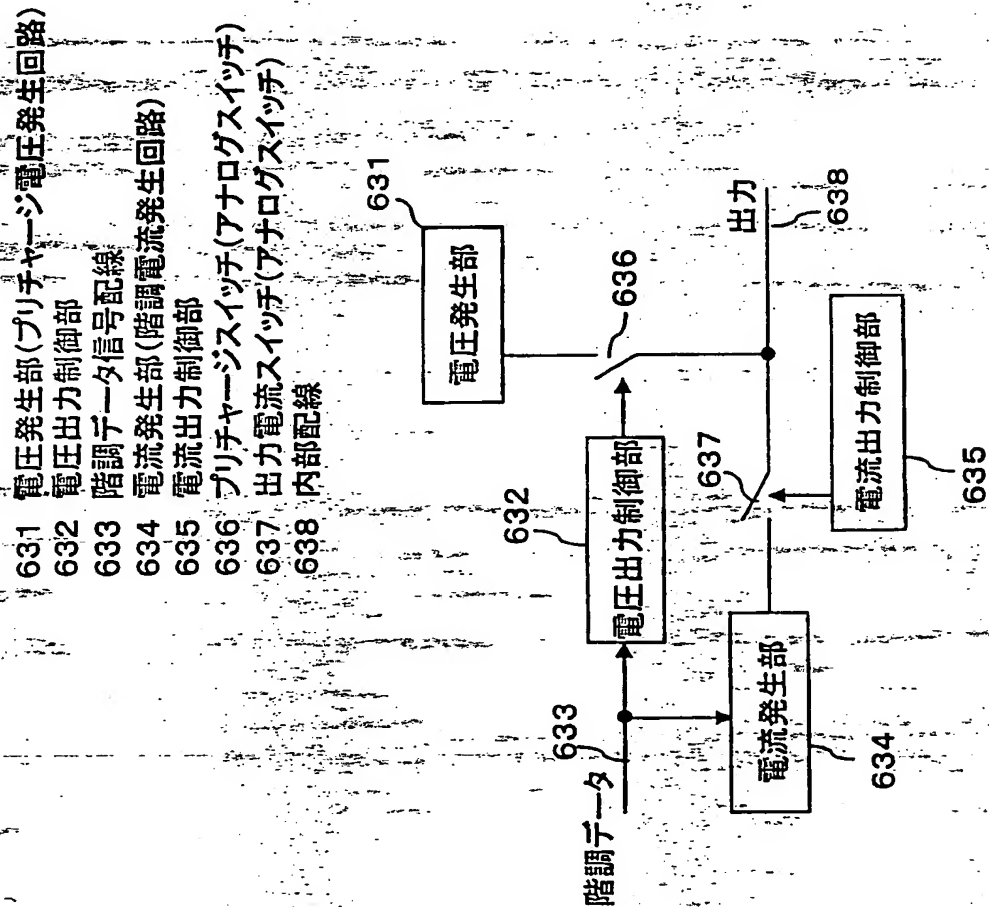 631 電圧発生部(プリチャージ電圧発生回路)
632 電圧出力制御部
633 階調データ信号配線
634 電流発生部(階調電流発生回路)
635 電流出力制御部
636 プリチャージスイッチ(アナログスイッチ)
637 出力電流スイッチ(アナログスイッチ)
638 内部配線
631
電圧発生部
636
出力
638
632
電圧出力制御部
637
電流出力制御部
635
633
階調データ
電流発生部
634